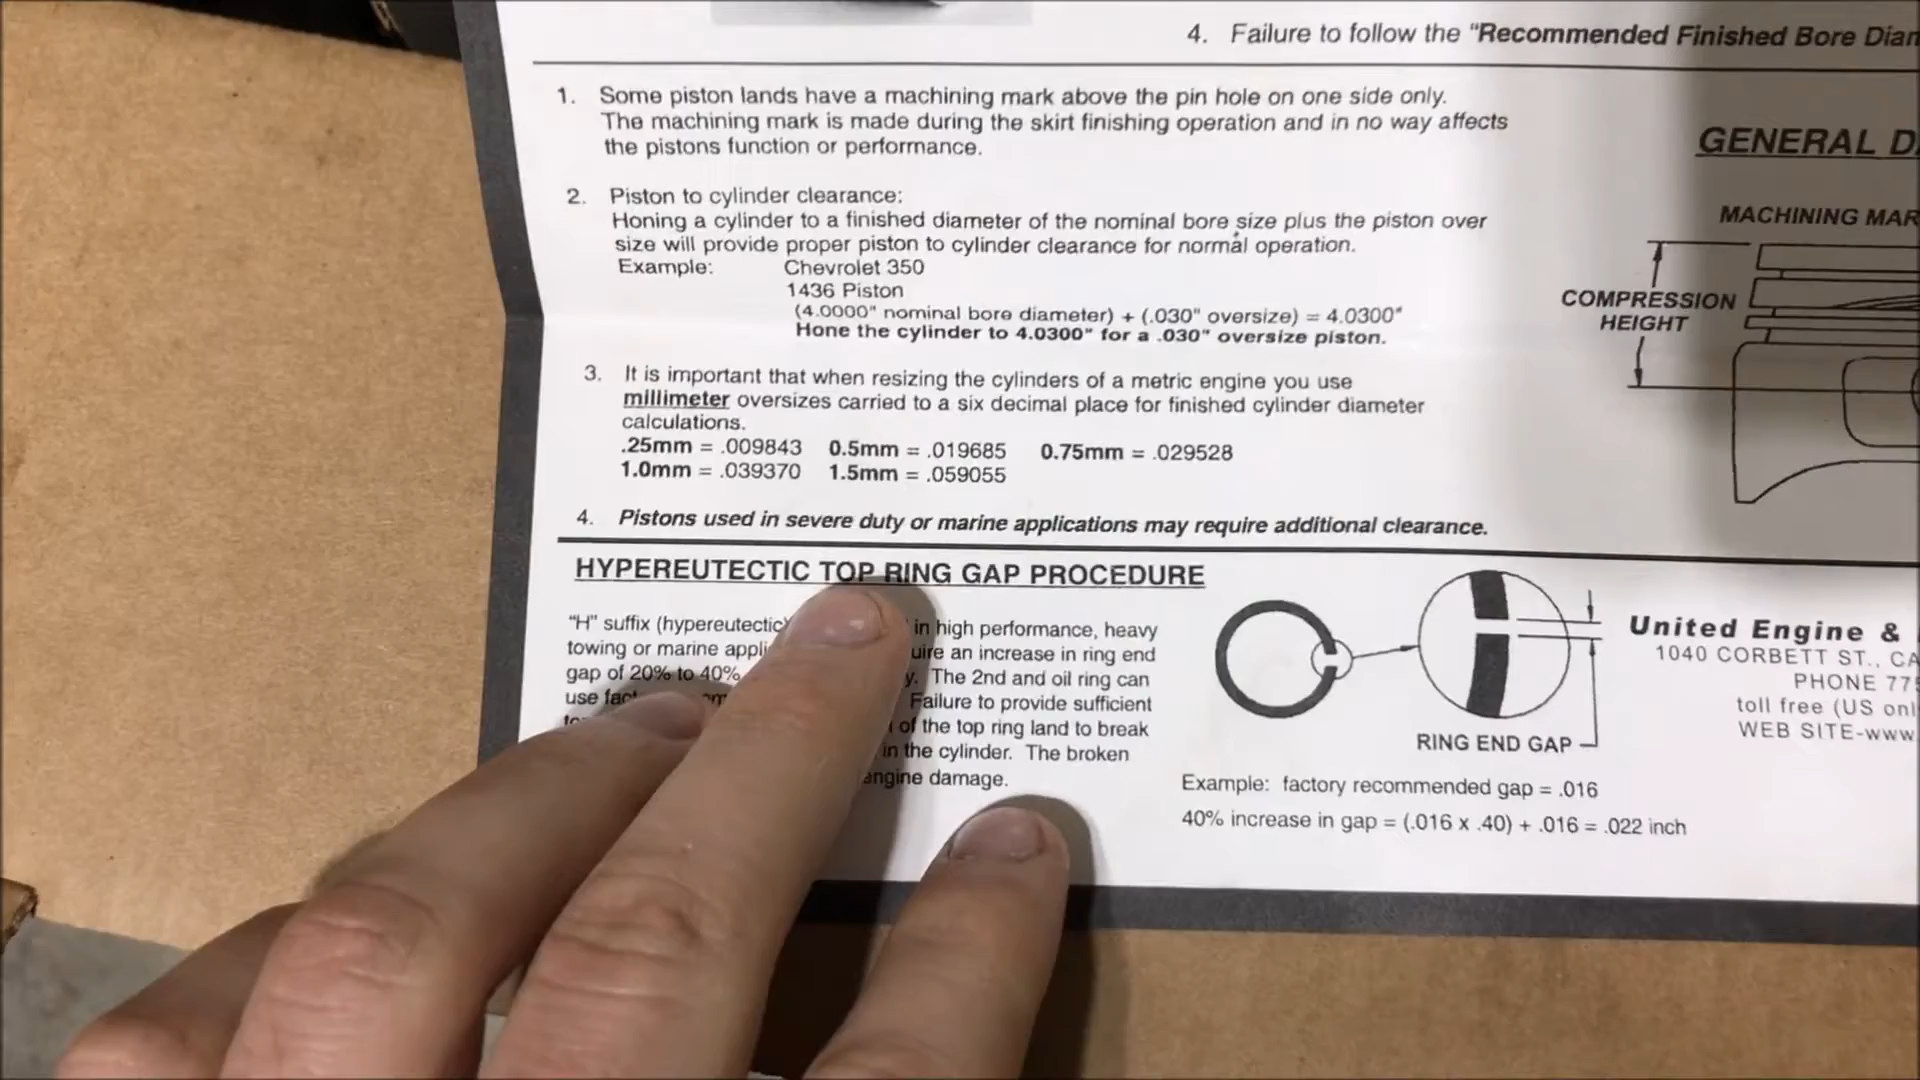 4. Failure to follow the "Recommended Finished Bore
1. Some piston lands have a machining mark above the pin hole on one side only.
The machining mark is made during the skirt finishing operation and in no way affects
the pistons function or performance.
2. Piston to cylinder clearance:
Honing a cylinder to a finished diameter of the nominal bore size plus the piston over
size will provide proper piston to cylinder clearance for normal operation.
Example: Chevrolet 350
1436 Piston
(4.0000" nominal bore diameter) + (.030" oversize) = 4.0300"
Hone the cylinder to 4.0300" for a .030" oversize piston.
3. It is important that when resizing the cylinders of a metric engine you use
millimeter oversizes carried to a six decimal place for finished cylinder diameter
calculations.
.25mm = .009843 0.5mm = .019685 0.75mm = .029528
1.0mm = .039370 1.5mm = .059055
4. Pistons used in severe duty or marine applications may require additional clearance.
HYPEREUTECTIC TOP RING GAP PROCEDURE
"H" suffix (hypereutectic) in high performance, heavy
towing or marine an increase in ring end
gap of 20% to 40% The 2nd and oil ring can
use Failure to provide sufficient
of the top ring land to break
in the cylinder. The broken
engine damage.
GENERAL
MACHINING
COMPRESSION
HEIGHT
RING END GAP
Example: factory recommended gap = .016
40% increase in gap = (.016 x .40) + .016 = .022 inch
United Engine &
1040 CORBETT ST.,
PHONE
toll free (US
WEB SITE-www